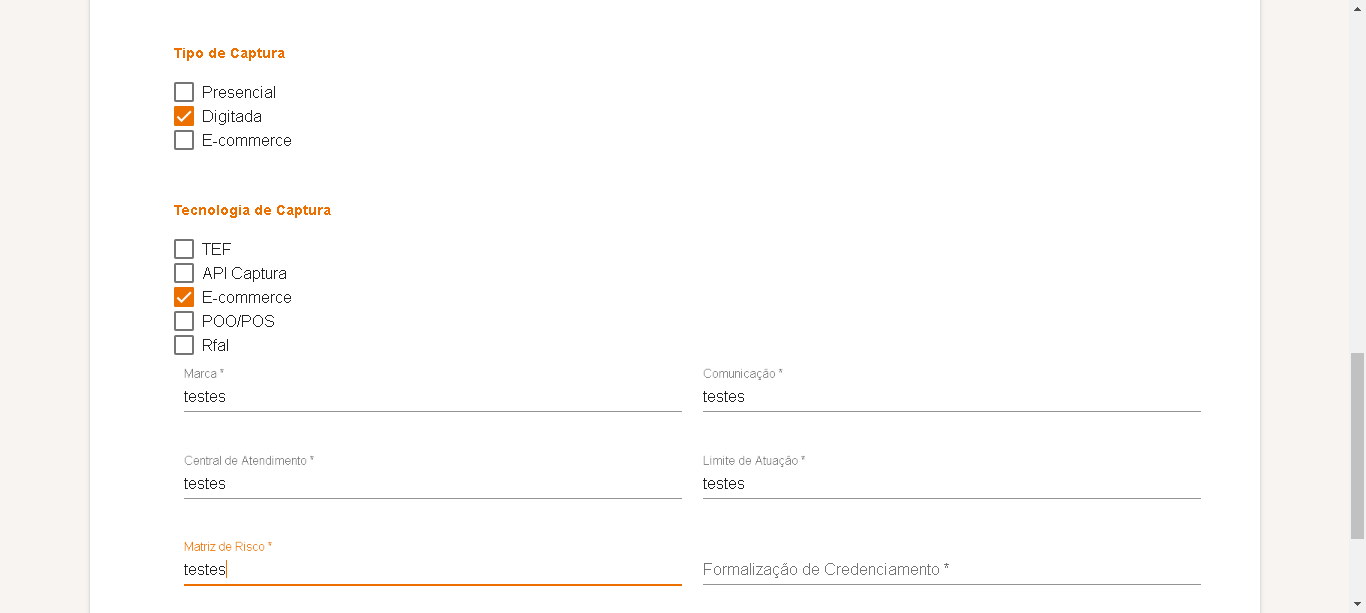 Tipo de Captura
Presencial
Digitada
E-commerce
Tecnologia de Captura
TEF
API Captura
E-commerce
POO/POS
Rfal
Marca *
Comunicação *
testes
testes
Central de Atendimento *
Limite de Atuação *
testes
testes
Matriz de Risco *
testes
Formalização de Credenciamento *